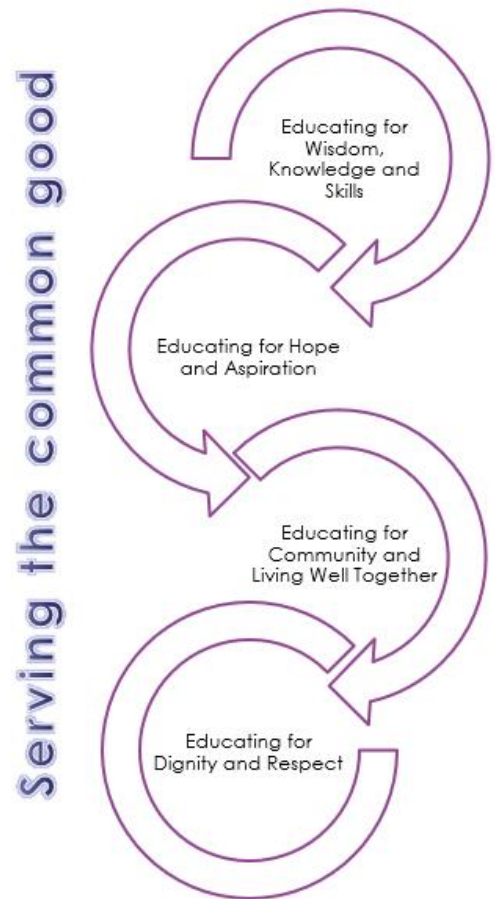 Serving the common good
Educating for
Wisdom,
Knowledge and
Skills
Educating for Hope
and Aspiration
Educating for
Community and
Living Well Together
Educating for
Dignity and Respect